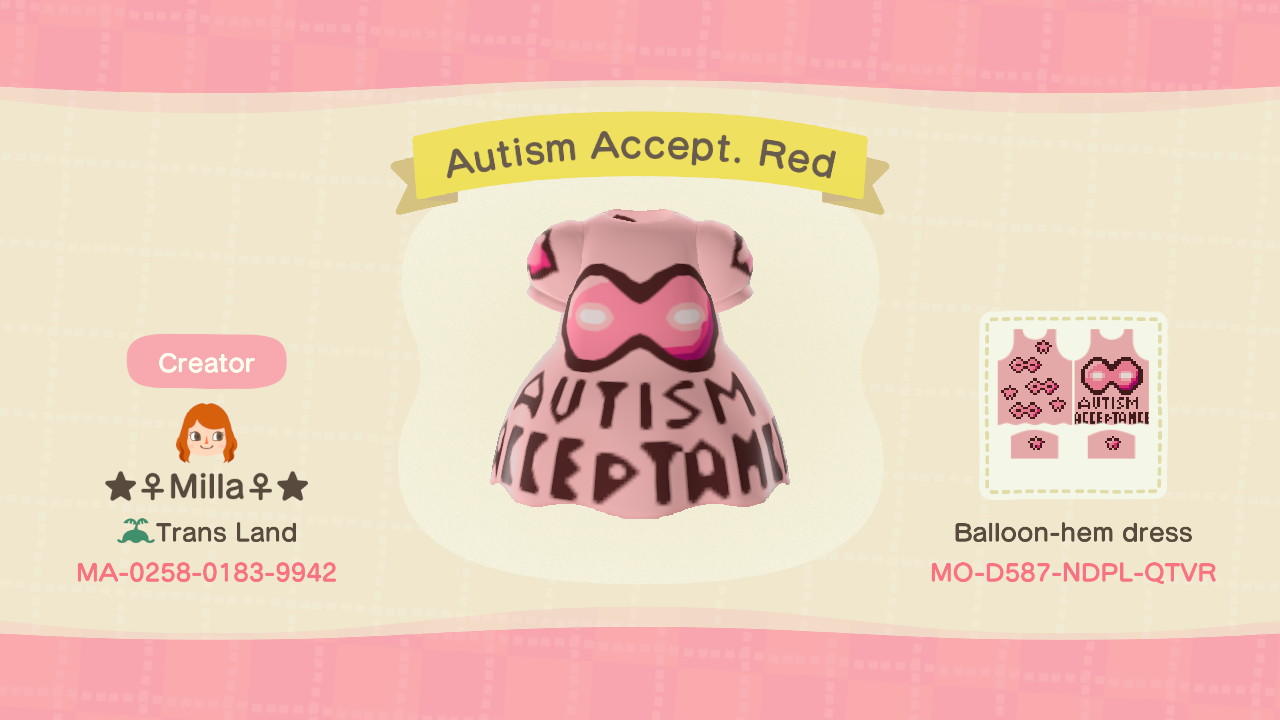 Autism Accept. Red
AUTISM
ACCEPTANCE
Creator
★♀Milla♀★
Trans Land
MA-0258-0183-9942
AUTISM
ACCEPTANCE
Balloon-hem dress
MO-D587-NDPL-QTVR